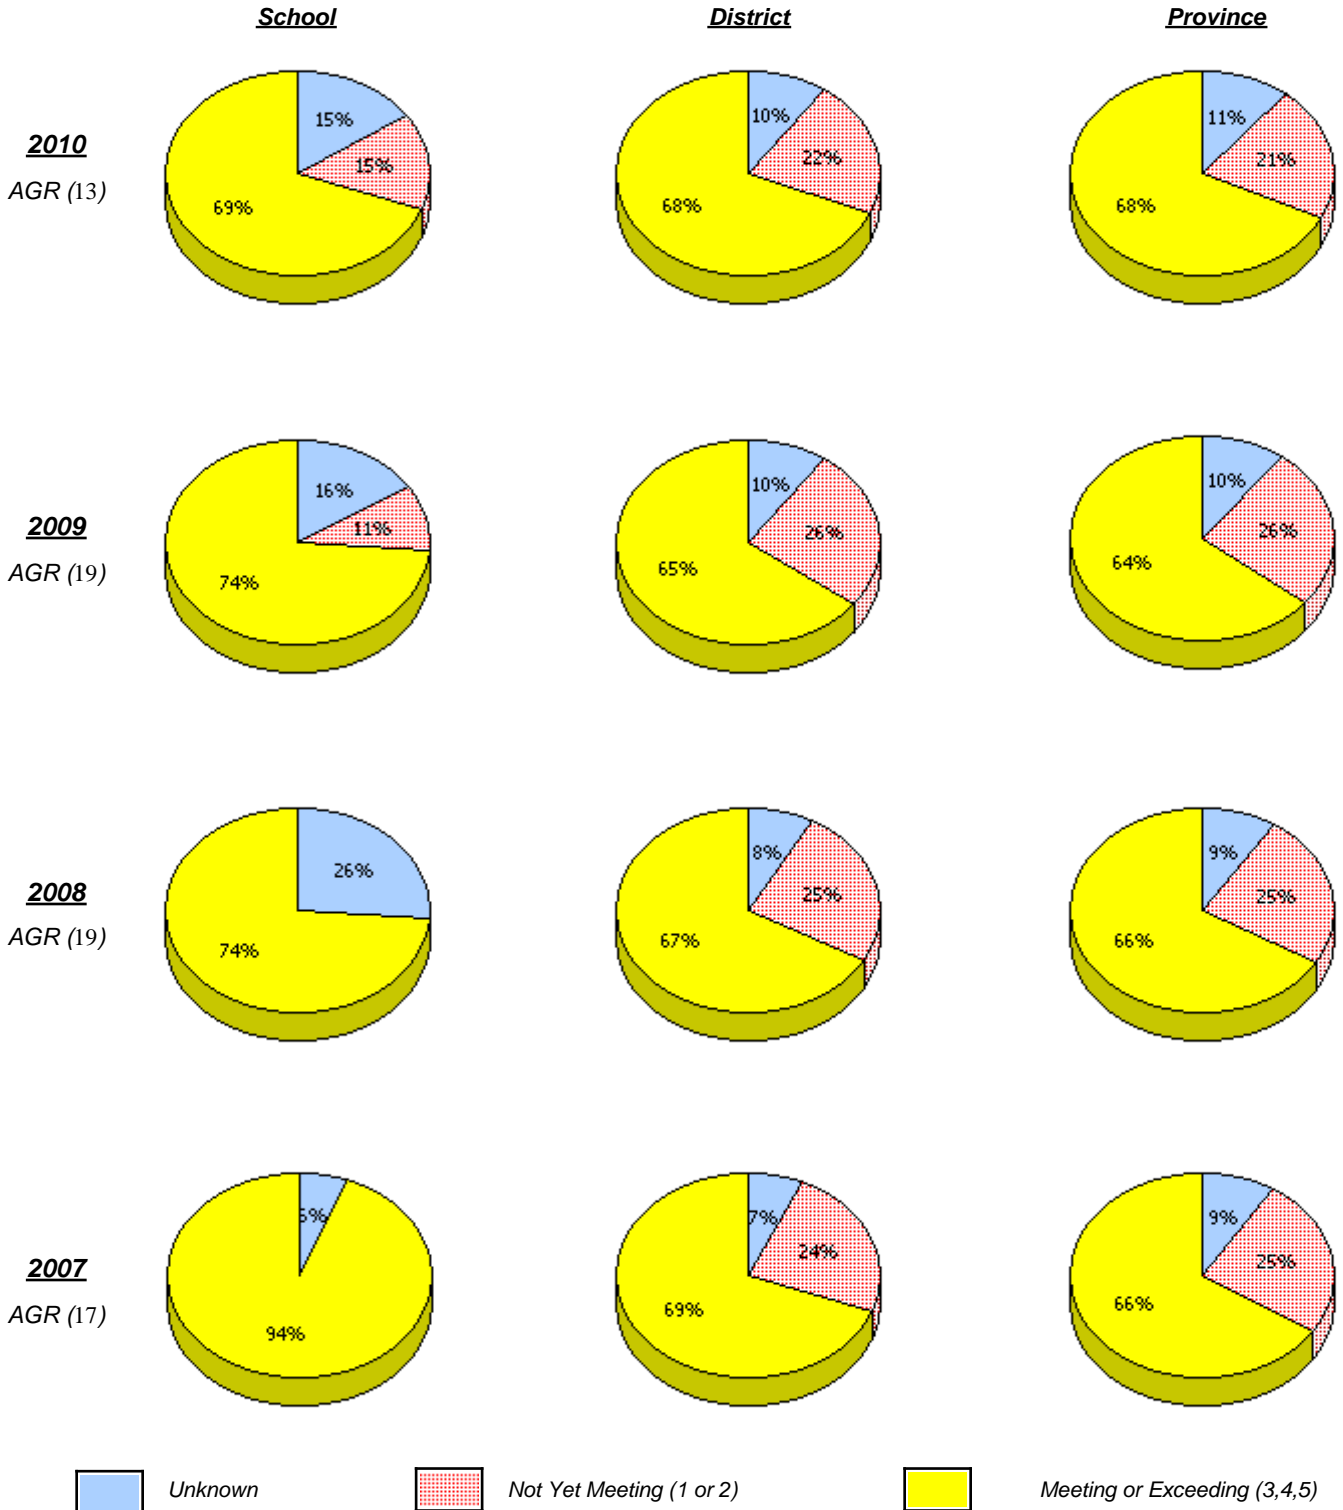 School District Province
2010
AGR (13)
15% 15% 69%
10% 22% 68%
11% 21% 68%
2009
AGR (19)
16% 11% 74%
10% 26% 65%
10% 26% 64%
2008
AGR (19)
26% 74%
8% 25% 67%
9% 25% 66%
2007
AGR (17)
94%
7% 24% 69%
9% 25% 66%
Unknown Not Yet Meeting (1 or 2) Meeting or Exceeding (3,4,5)